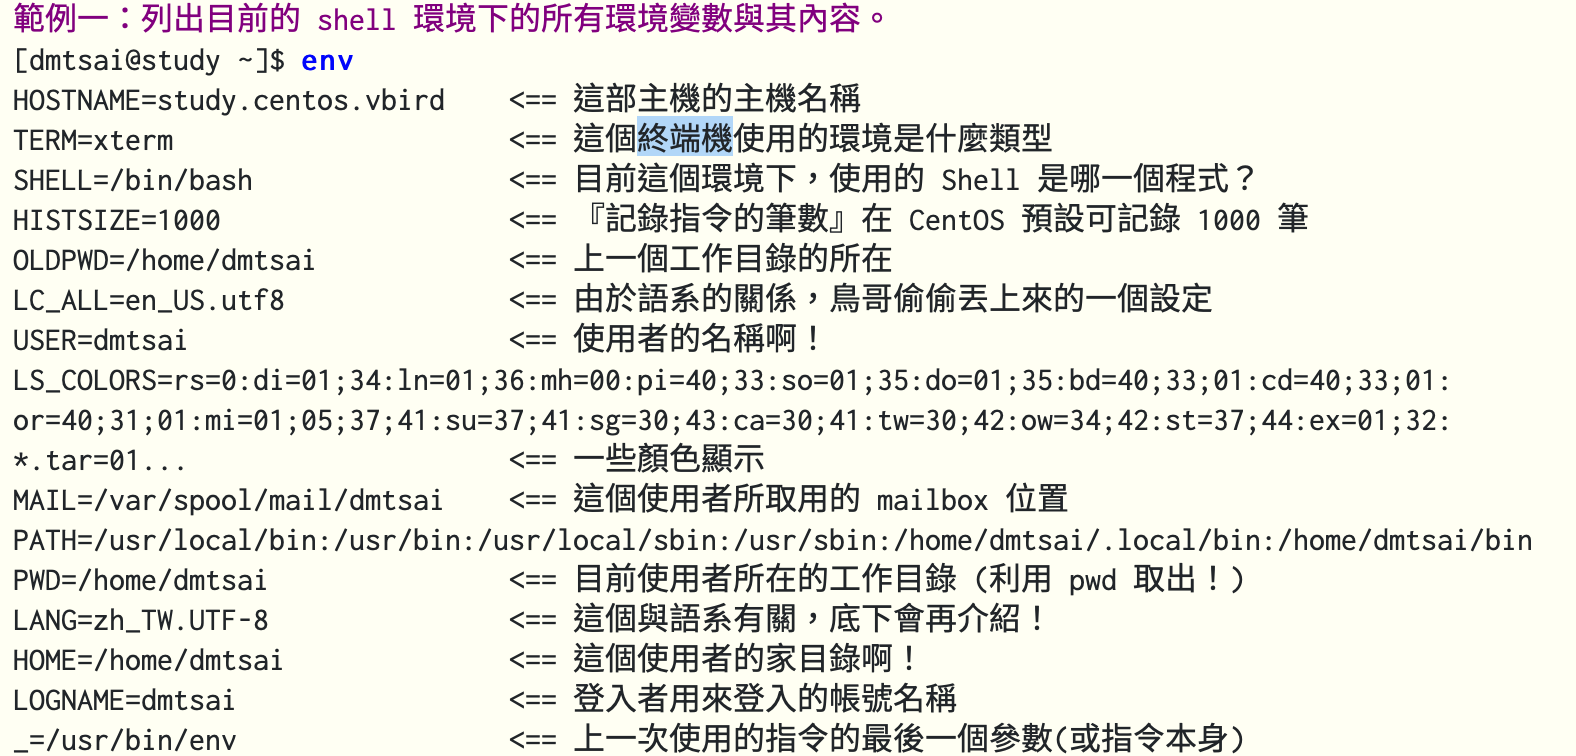 範例一：列出目前的 shell 環境下的所有環境變數與其內容。
[dmtsai@study ~]$ env
HOSTNAME=study.centos.vbird    <== 這部主機的主機名稱
TERM=xterm                     <== 這個終端機使用的環境是什麼類型
SHELL=/bin/bash                <== 目前這個環境下，使用的 Shell 是哪一個程式？
HISTSIZE=1000                  <== 『記錄指令的筆數』在 CentOS 預設可記錄 1000 筆
OLDPWD=/home/dmtsai            <== 上一個工作目錄的所在
LC_ALL=en_US.utf8              <== 由於語系的關係，鳥哥偷偷丟上來的一個設定
USER=dmtsai                    <== 使用者的名稱啊！
LS_COLORS=rs=0:di=01;34:ln=01;36:mh=00:pi=40;33:so=01;35:do=01;35:bd=40;33;01:cd=40;33;01:
or=40;31;01:mi=01;05;37;41:su=37;41:sg=30;43:ca=30;41:tw=30;42:ow=34;42:st=37;44:ex=01;32:
*.tar=01...                    <== 一些顏色顯示
MAIL=/var/spool/mail/dmtsai    <== 這個使用者所取用的 mailbox 位置
PATH=/usr/local/bin:/usr/bin:/usr/local/sbin:/usr/sbin:/home/dmtsai/.local/bin:/home/dmtsai/bin
PWD=/home/dmtsai               <== 目前使用者所在的工作目錄 (利用 pwd 取出！)
LANG=zh_TW.UTF-8               <== 這個與語系有關，底下會再介紹！
HOME=/home/dmtsai              <== 這個使用者的家目錄啊！
LOGNAME=dmtsai                 <== 登入者用來登入的帳號名稱
_=/usr/bin/env                 <== 上一次使用的指令的最後一個參數(或指令本身)